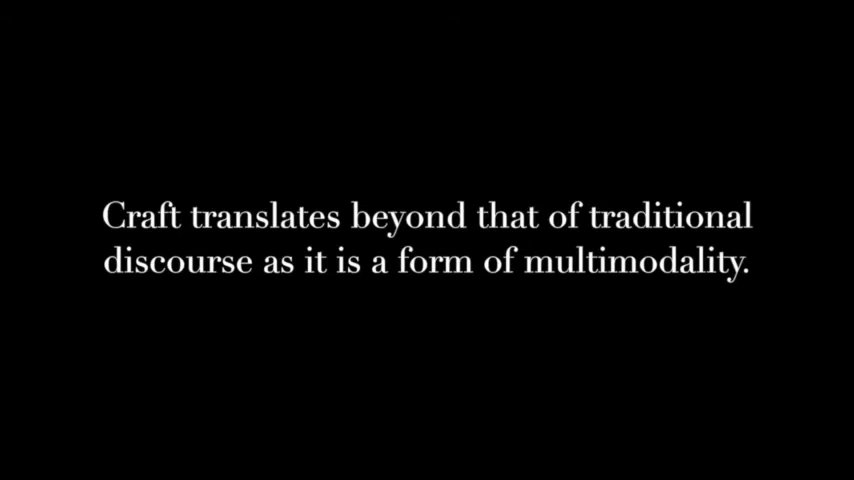 Craft translates beyond that of traditional
discourse as it is a form of multimodality.